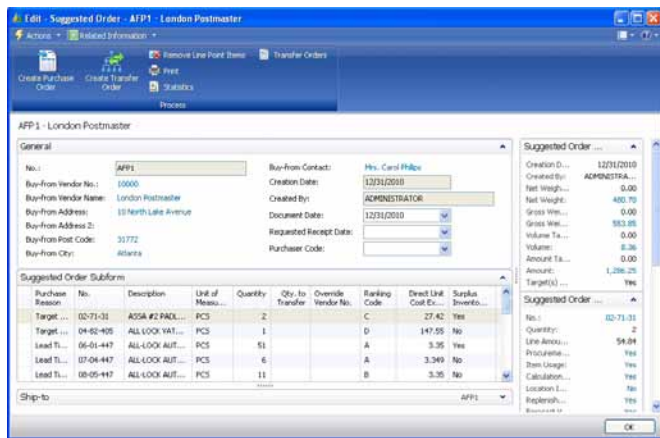 Edit - Suggested Order - AFP1 - London Postmaster
Actions Related Information
Create Purchase Order
Create Transfer Order
Remove Line Point Items
Print
Statistics
Transfer Orders
Process
AFP1 - London Postmaster
General
No.: AFP1
Buy-from Vendor No.: 10000
Buy-from Vendor Name: London Postmaster
Buy-from Address: 10 North Lake Avenue
Buy-from Address 2:
Buy-from Post Code: 31772
Buy-from City: Atlanta
Buy-from Contact: Mrs. Carol Philips
Creation Date: 12/31/2010
Created By: ADMINISTRATOR
Document Date: 12/31/2010
Requested Receipt Date:
Purchaser Code:
Suggested Order Subform
Purchase Reason No. Description Unit of Measu... Quantity Qty. to Transfer Override Vendor No. Ranking Code Direct Unit Cost Ex... Surplus Invento...
Target ... 02-71-31 ASSA #2 PADL... PCS 2 C 27.42 Yes
Target ... 04-62-405 ALL LOCK VAT... PCS 1 D 147.55 No
Lead Ti... 06-01-447 ALL-LOCK AUT... PCS 51 A 3.35 Yes
Lead Ti... 07-04-447 ALL-LOCK AUT... PCS 6 A 3.349 No
Lead Ti... 08-05-447 ALL-LOCK AUT... PCS 11 B 3.35 No
Ship-to AFP1
Suggested Order ...
Creation D... 12/31/2010
Created By: ADMINISTRA...
Net Weigh... 0.00
Net Weight: 480.70
Gross Wei... 0.00
Gross Wei... 553.85
Volume Ta... 0.00
Volume: 8.36
Amount Ta... 0.00
Amount: 1,286.25
Target(s) ... Yes
Suggested Order ...
No.: 02-71-31
Quantity: 2
Line Amou... 54.84
Procureme... Yes
Item Usage: Yes
Calculation... Yes
Location I... No
Replenish... Yes
OK